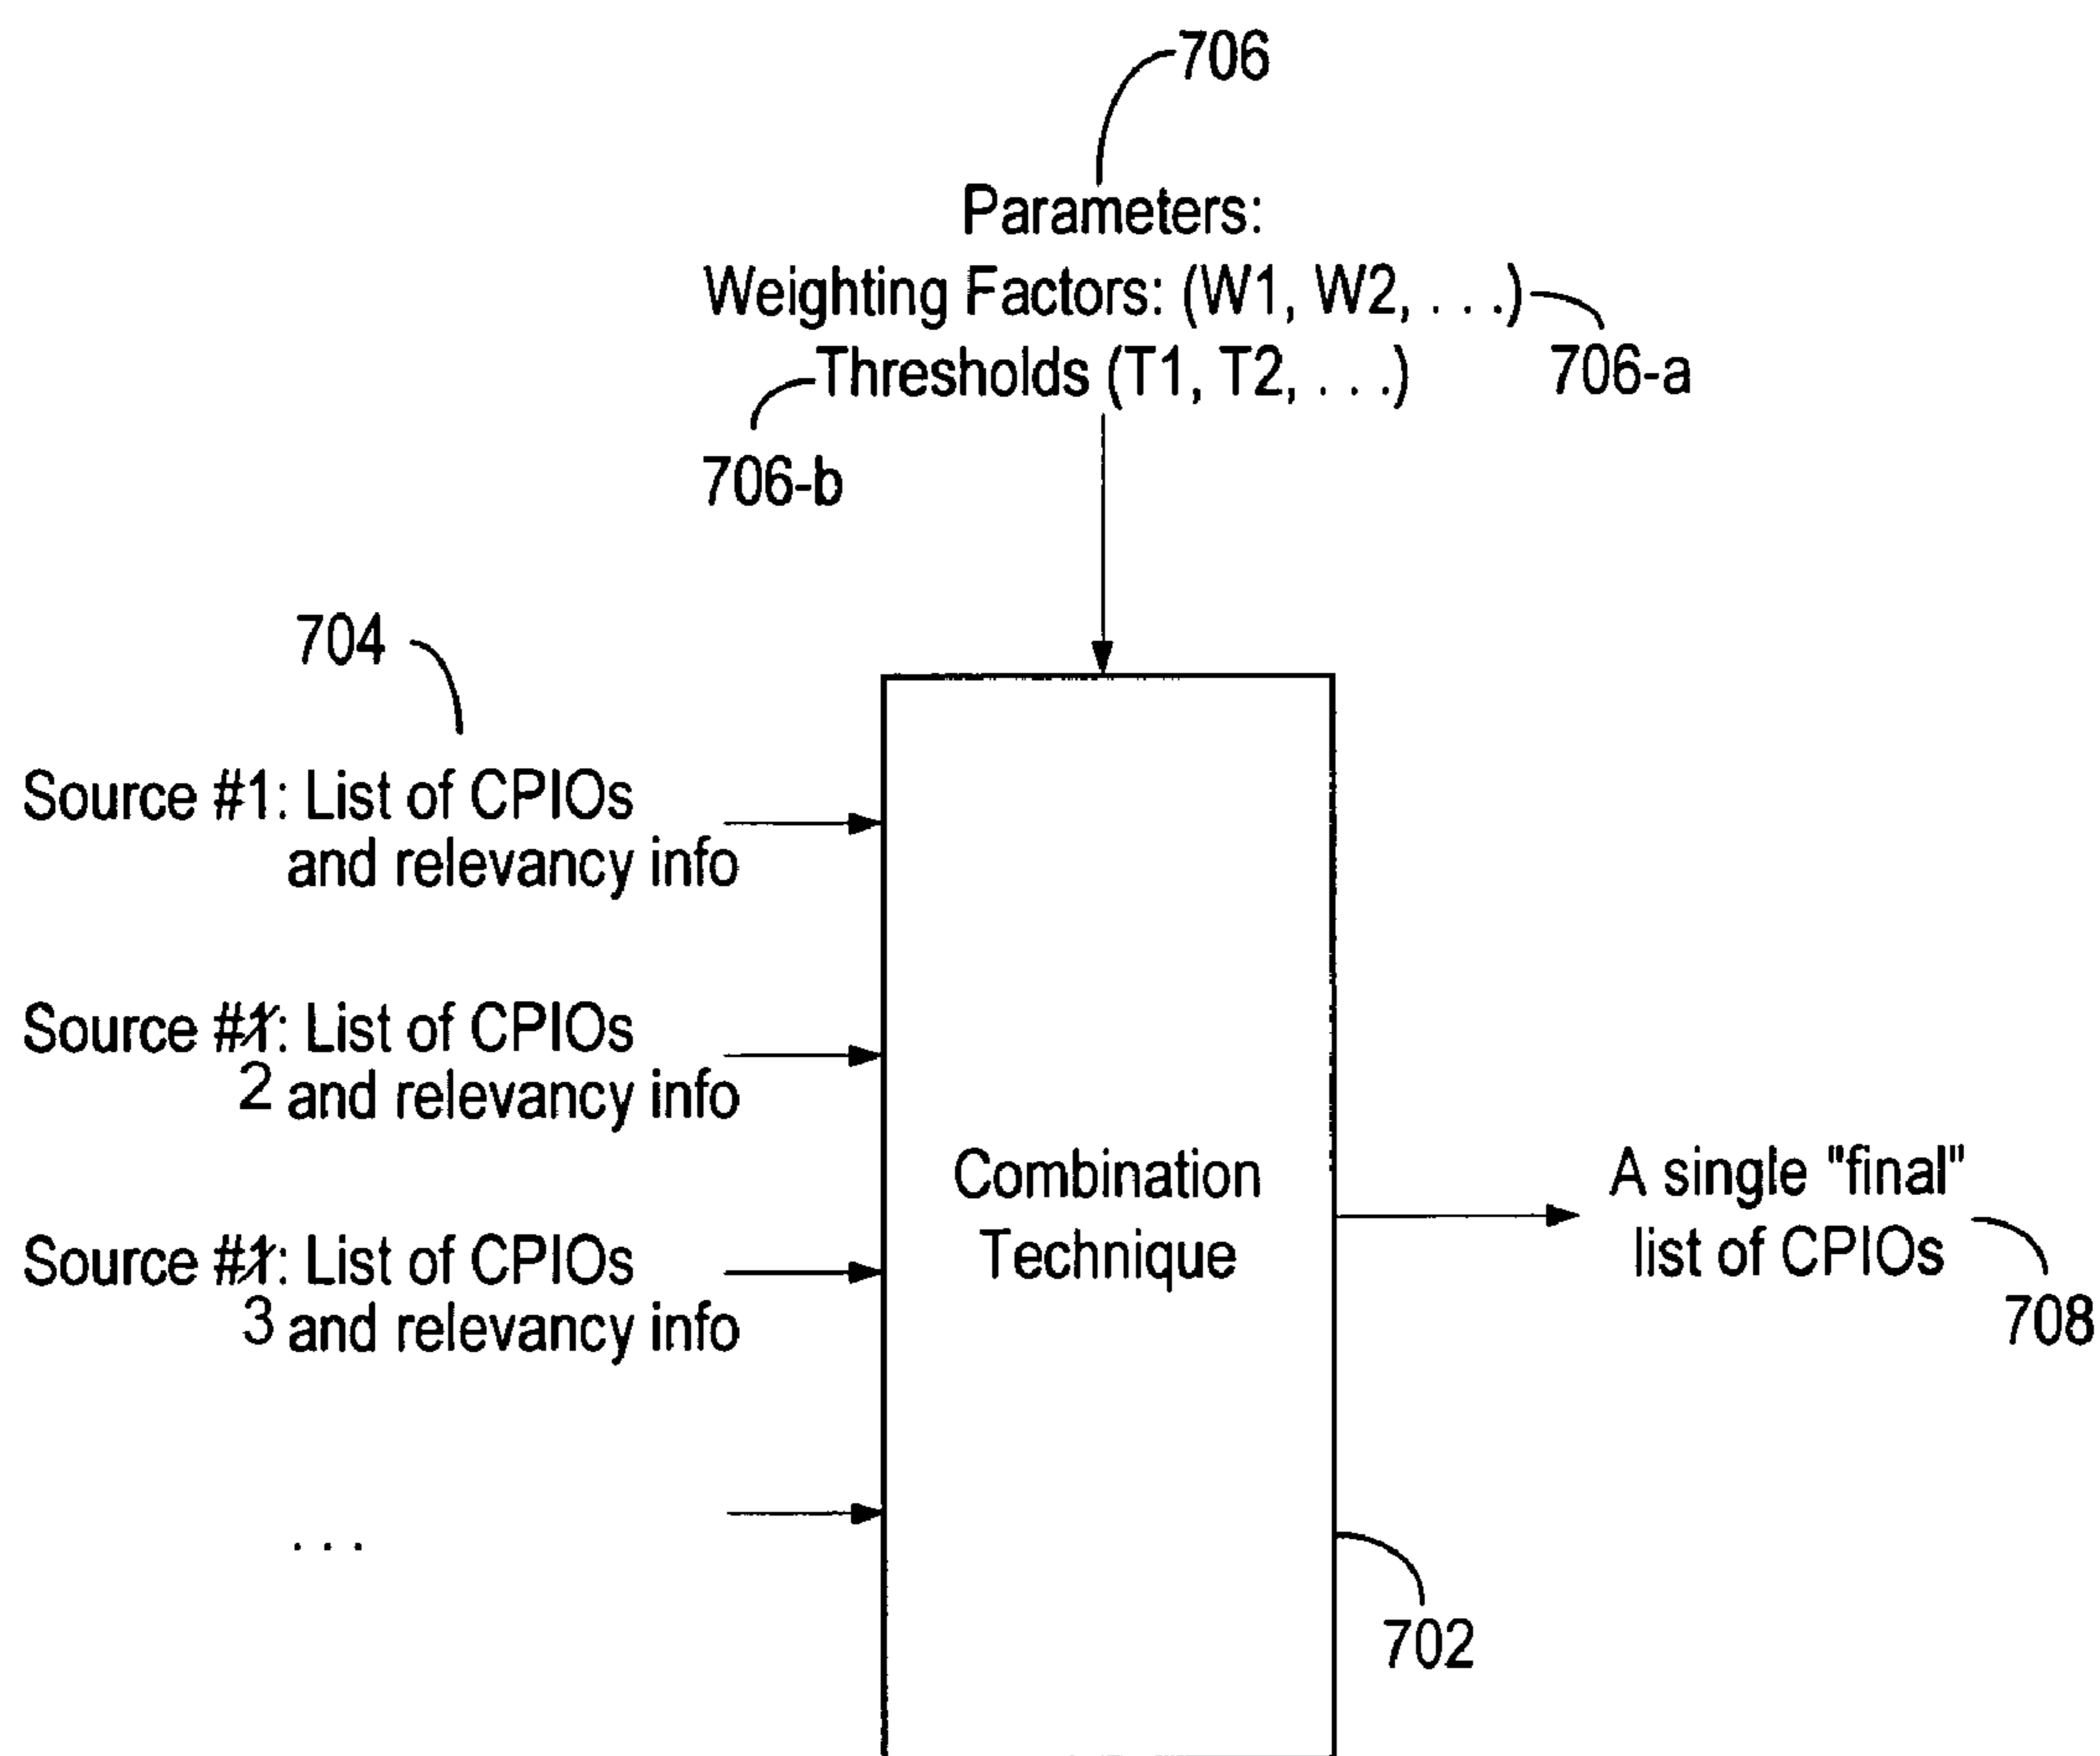 706
Parameters:
Weighting Factors: (W1, W2, . . .)
Thresholds (T1, T2, . . .)
706-a
706-b
704
Source #1: List of CPIOs
and relevancy info
Source #1: List of CPIOs
2 and relevancy info
Source #1: List of CPIOs
3 and relevancy info
. . .
Combination
Technique
A single "final"
list of CPIOs
708
702